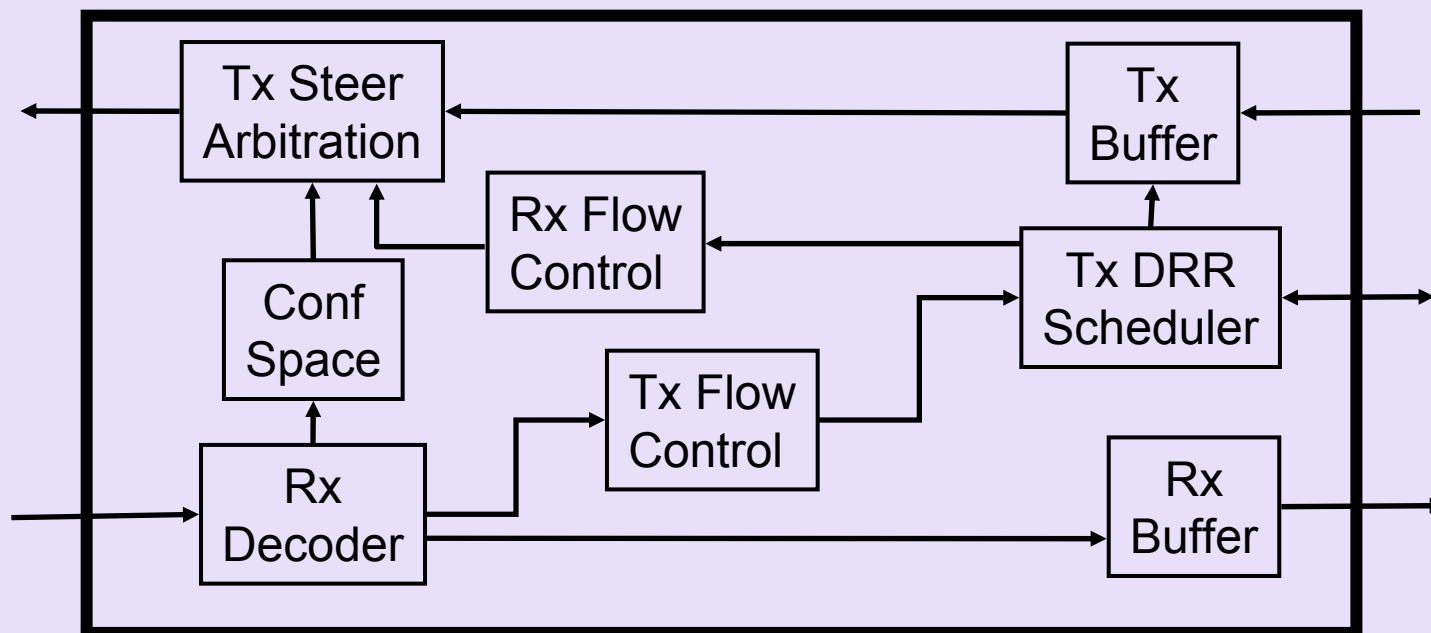 Tx Steer
Arbitration
Tx
Buffer
Rx Flow
Control
Tx DRR
Scheduler
Conf
Space
Tx Flow
Control
Rx
Decoder
Rx
Buffer